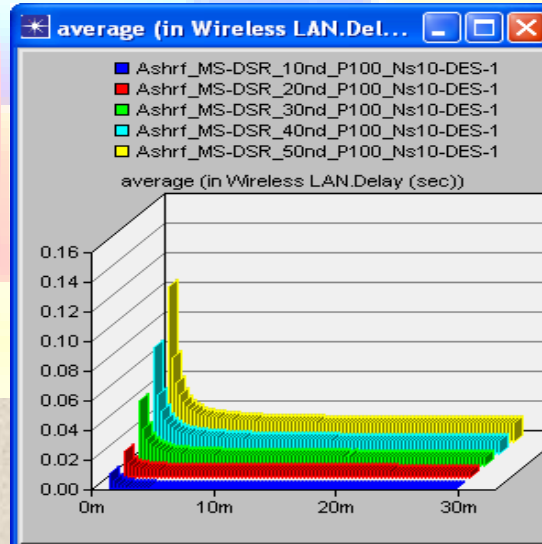 average (in Wireless LAN.Del...
Ashrf_MS-DSR_10nd_P100_Ns10-DES-1
Ashrf_MS-DSR_20nd_P100_Ns10-DES-1
Ashrf_MS-DSR_30nd_P100_Ns10-DES-1
Ashrf_MS-DSR_40nd_P100_Ns10-DES-1
Ashrf_MS-DSR_50nd_P100_Ns10-DES-1
average (in Wireless LAN.Delay (sec))
0.16
0.14
0.12
0.10
0.08
0.06
0.04
0.02
0.00
0m 10m 20m 30m